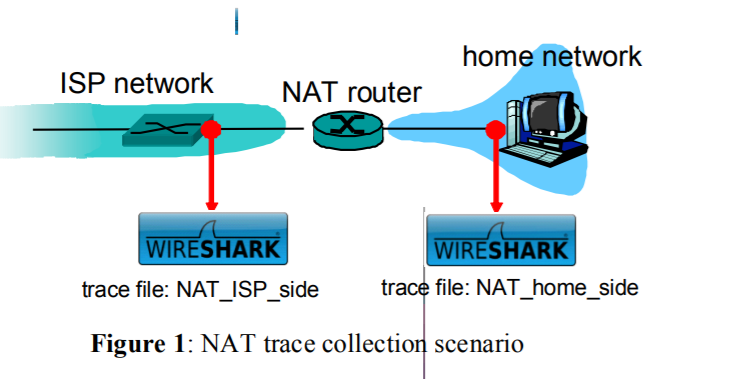 home network
ISP network
NAT router
WIRESHARK
WIRESHARK
trace file: NAT_ISP_side
trace file: NAT_home_side
Figure 1: NAT trace collection scenario